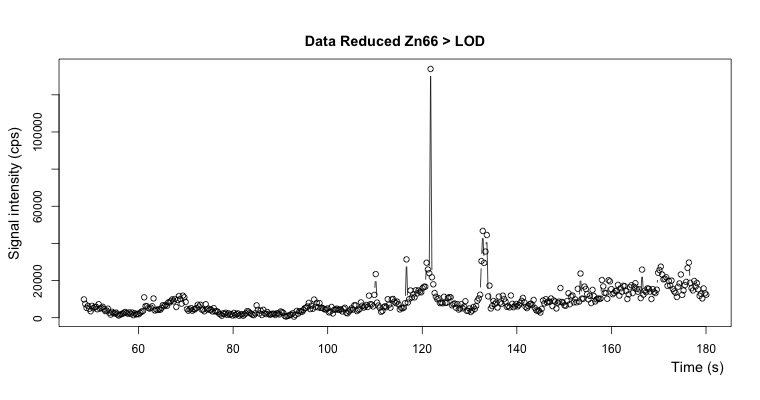 Data Reduced Zn66 > LOD
Signal intensity (cps)
100000
60000
20000
0
60 80 100 120 140 160 180
Time (s)